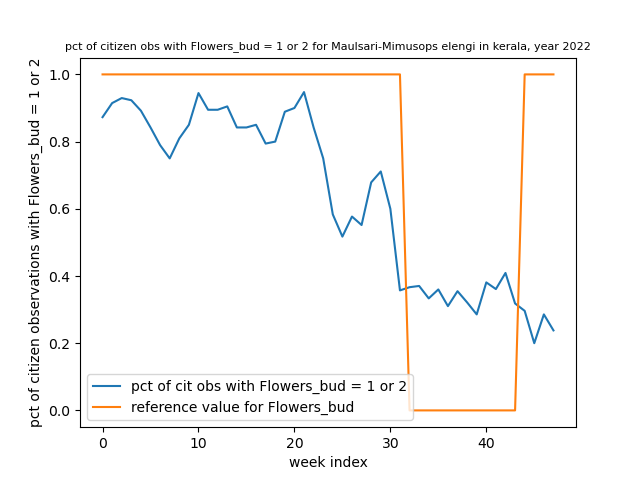 pct of citizen obs with Flowers_bud = 1 or 2 for Maulsari-Mimusops elengi in kerala, year 2022
pct of citizen observations with Flowers_bud = 1 or 2
1.0
0.8
0.6
0.4
0.2
0.0
pct of cit obs with Flowers_bud = 1 or 2
reference value for Flowers_bud
0 10 20 30 40
week index